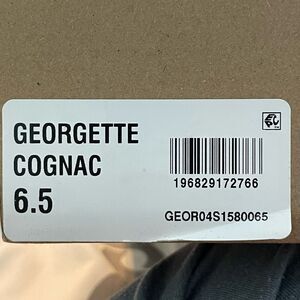 GEORGETTE
COGNAC
6.5
196829172766
GEOR04S1580065